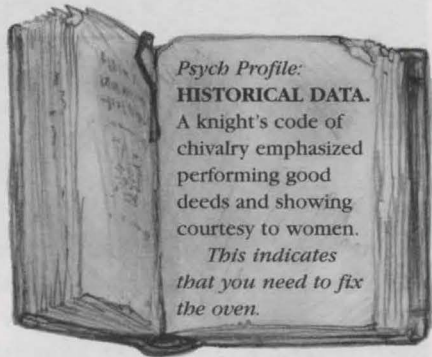 Psych Profile:
HISTORICAL DATA.
A knight's code of
chivalry emphasized
performing good
deeds and showing
courtesy to women.
This indicates
that you need to fix
the oven.